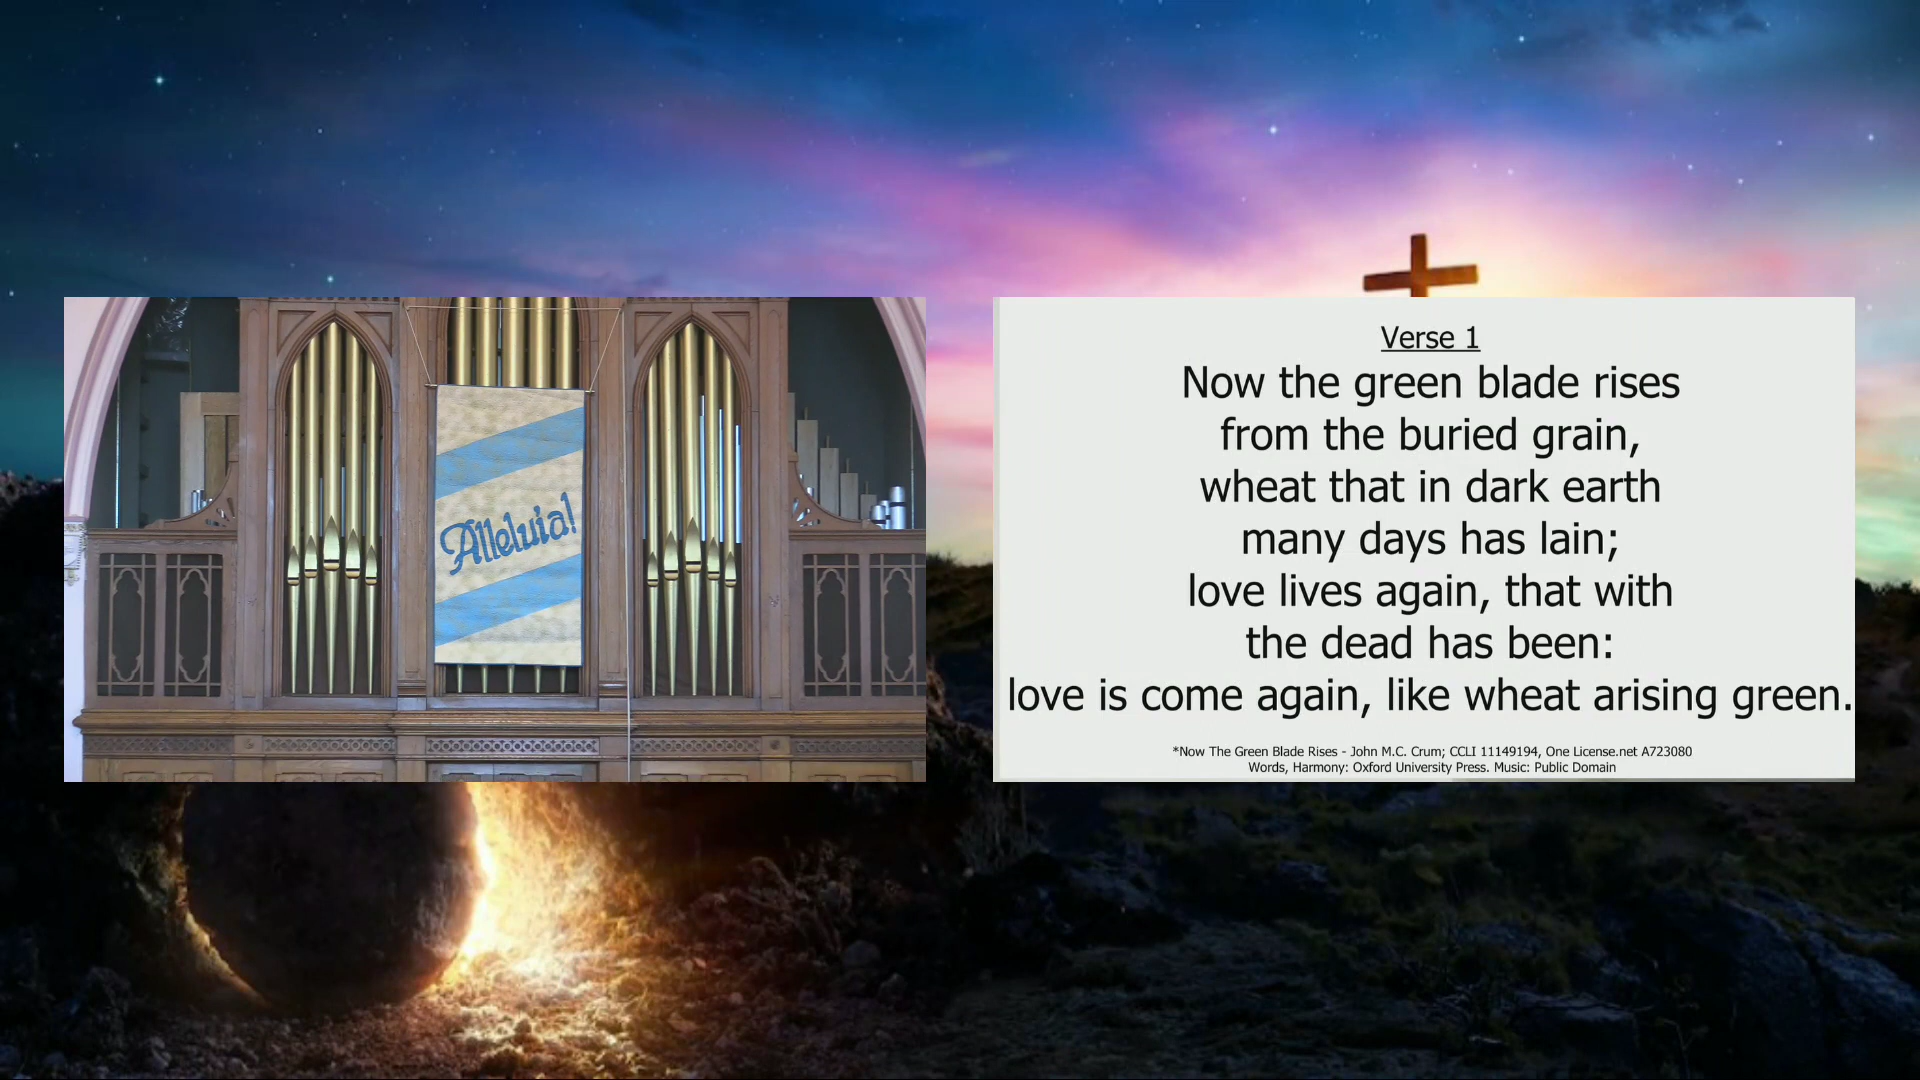 Alleluia!
Verse 1
Now the green blade rises
from the buried grain,
wheat that in dark earth
many days has lain;
love lives again, that with
the dead has been:
love is come again, like wheat arising green.
*Now The Green Blade Rises - John M.C. Crum; CCLI 11149194, One License.net A723080
Words, Harmony: Oxford University Press. Music: Public Domain